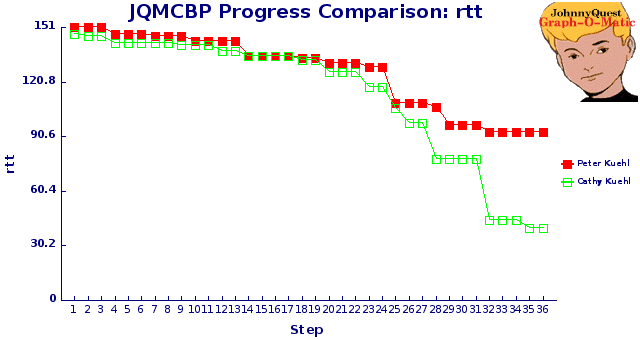 JQMCBP Progress Comparison: rtt
JohnnyQuest
Graph-O-Matic
151
120.8
90.6
60.4
30.2
0
rtt
Peter Kuehl
Cathy Kuehl
1 2 3 4 5 6 7 8 9 10 11 12 13 14 15 16 17 18 19 20 21 22 23 24 25 26 27 28 29 30 31 32 33 34 35 36
Step